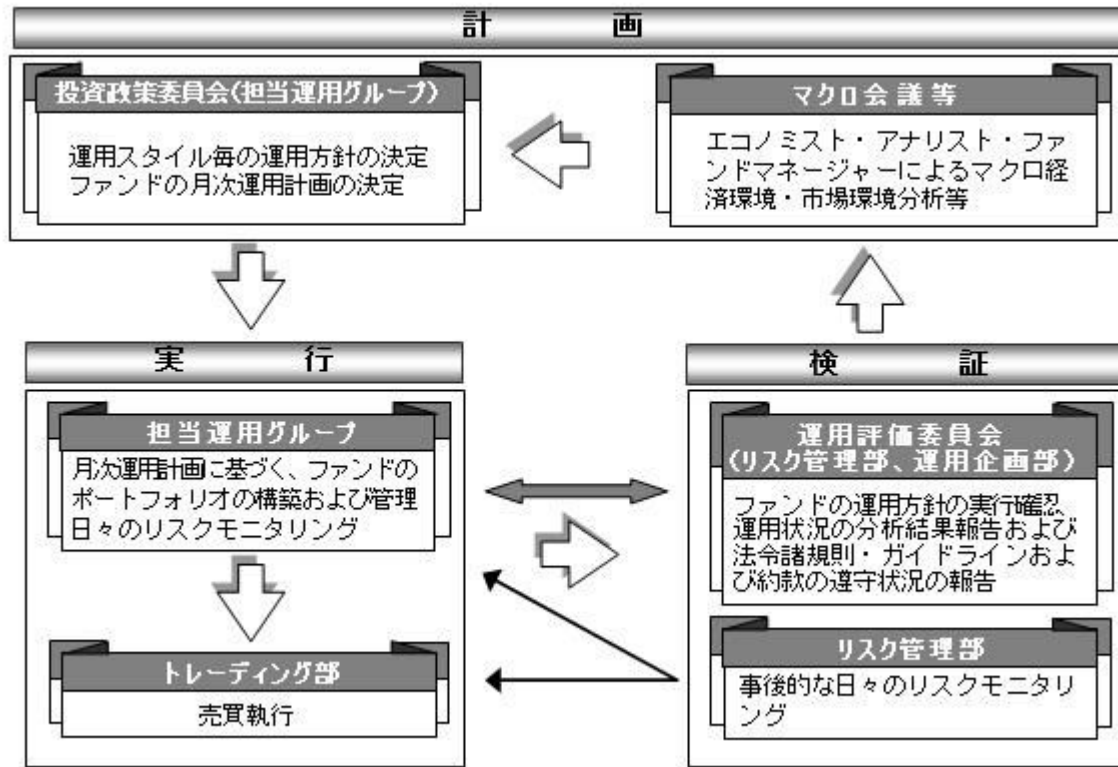 計画
投資政策委員会(担当運用グループ)
運用スタイル毎の運用方針の決定
ファンドの月次運用計画の決定
マクロ会議等
エコノミスト・アナリスト・ファ
ンドマネージャーによるマクロ経
済環境・市場環境分析等
実行
担当運用グループ
月次運用計画に基づく、ファンドの
ポートフォリオの構築および管理
日々のリスクモニタリング
トレーディング部
売買執行
検証
運用評価委員会
(リスク管理部、運用企画部)
ファンドの運用方針の実行確認、
運用状況の分析結果報告および
法令諸規則・ガイドラインおよ
び約款の遵守状況の報告
リスク管理部
事後的な日々のリスクモニタリ
ング